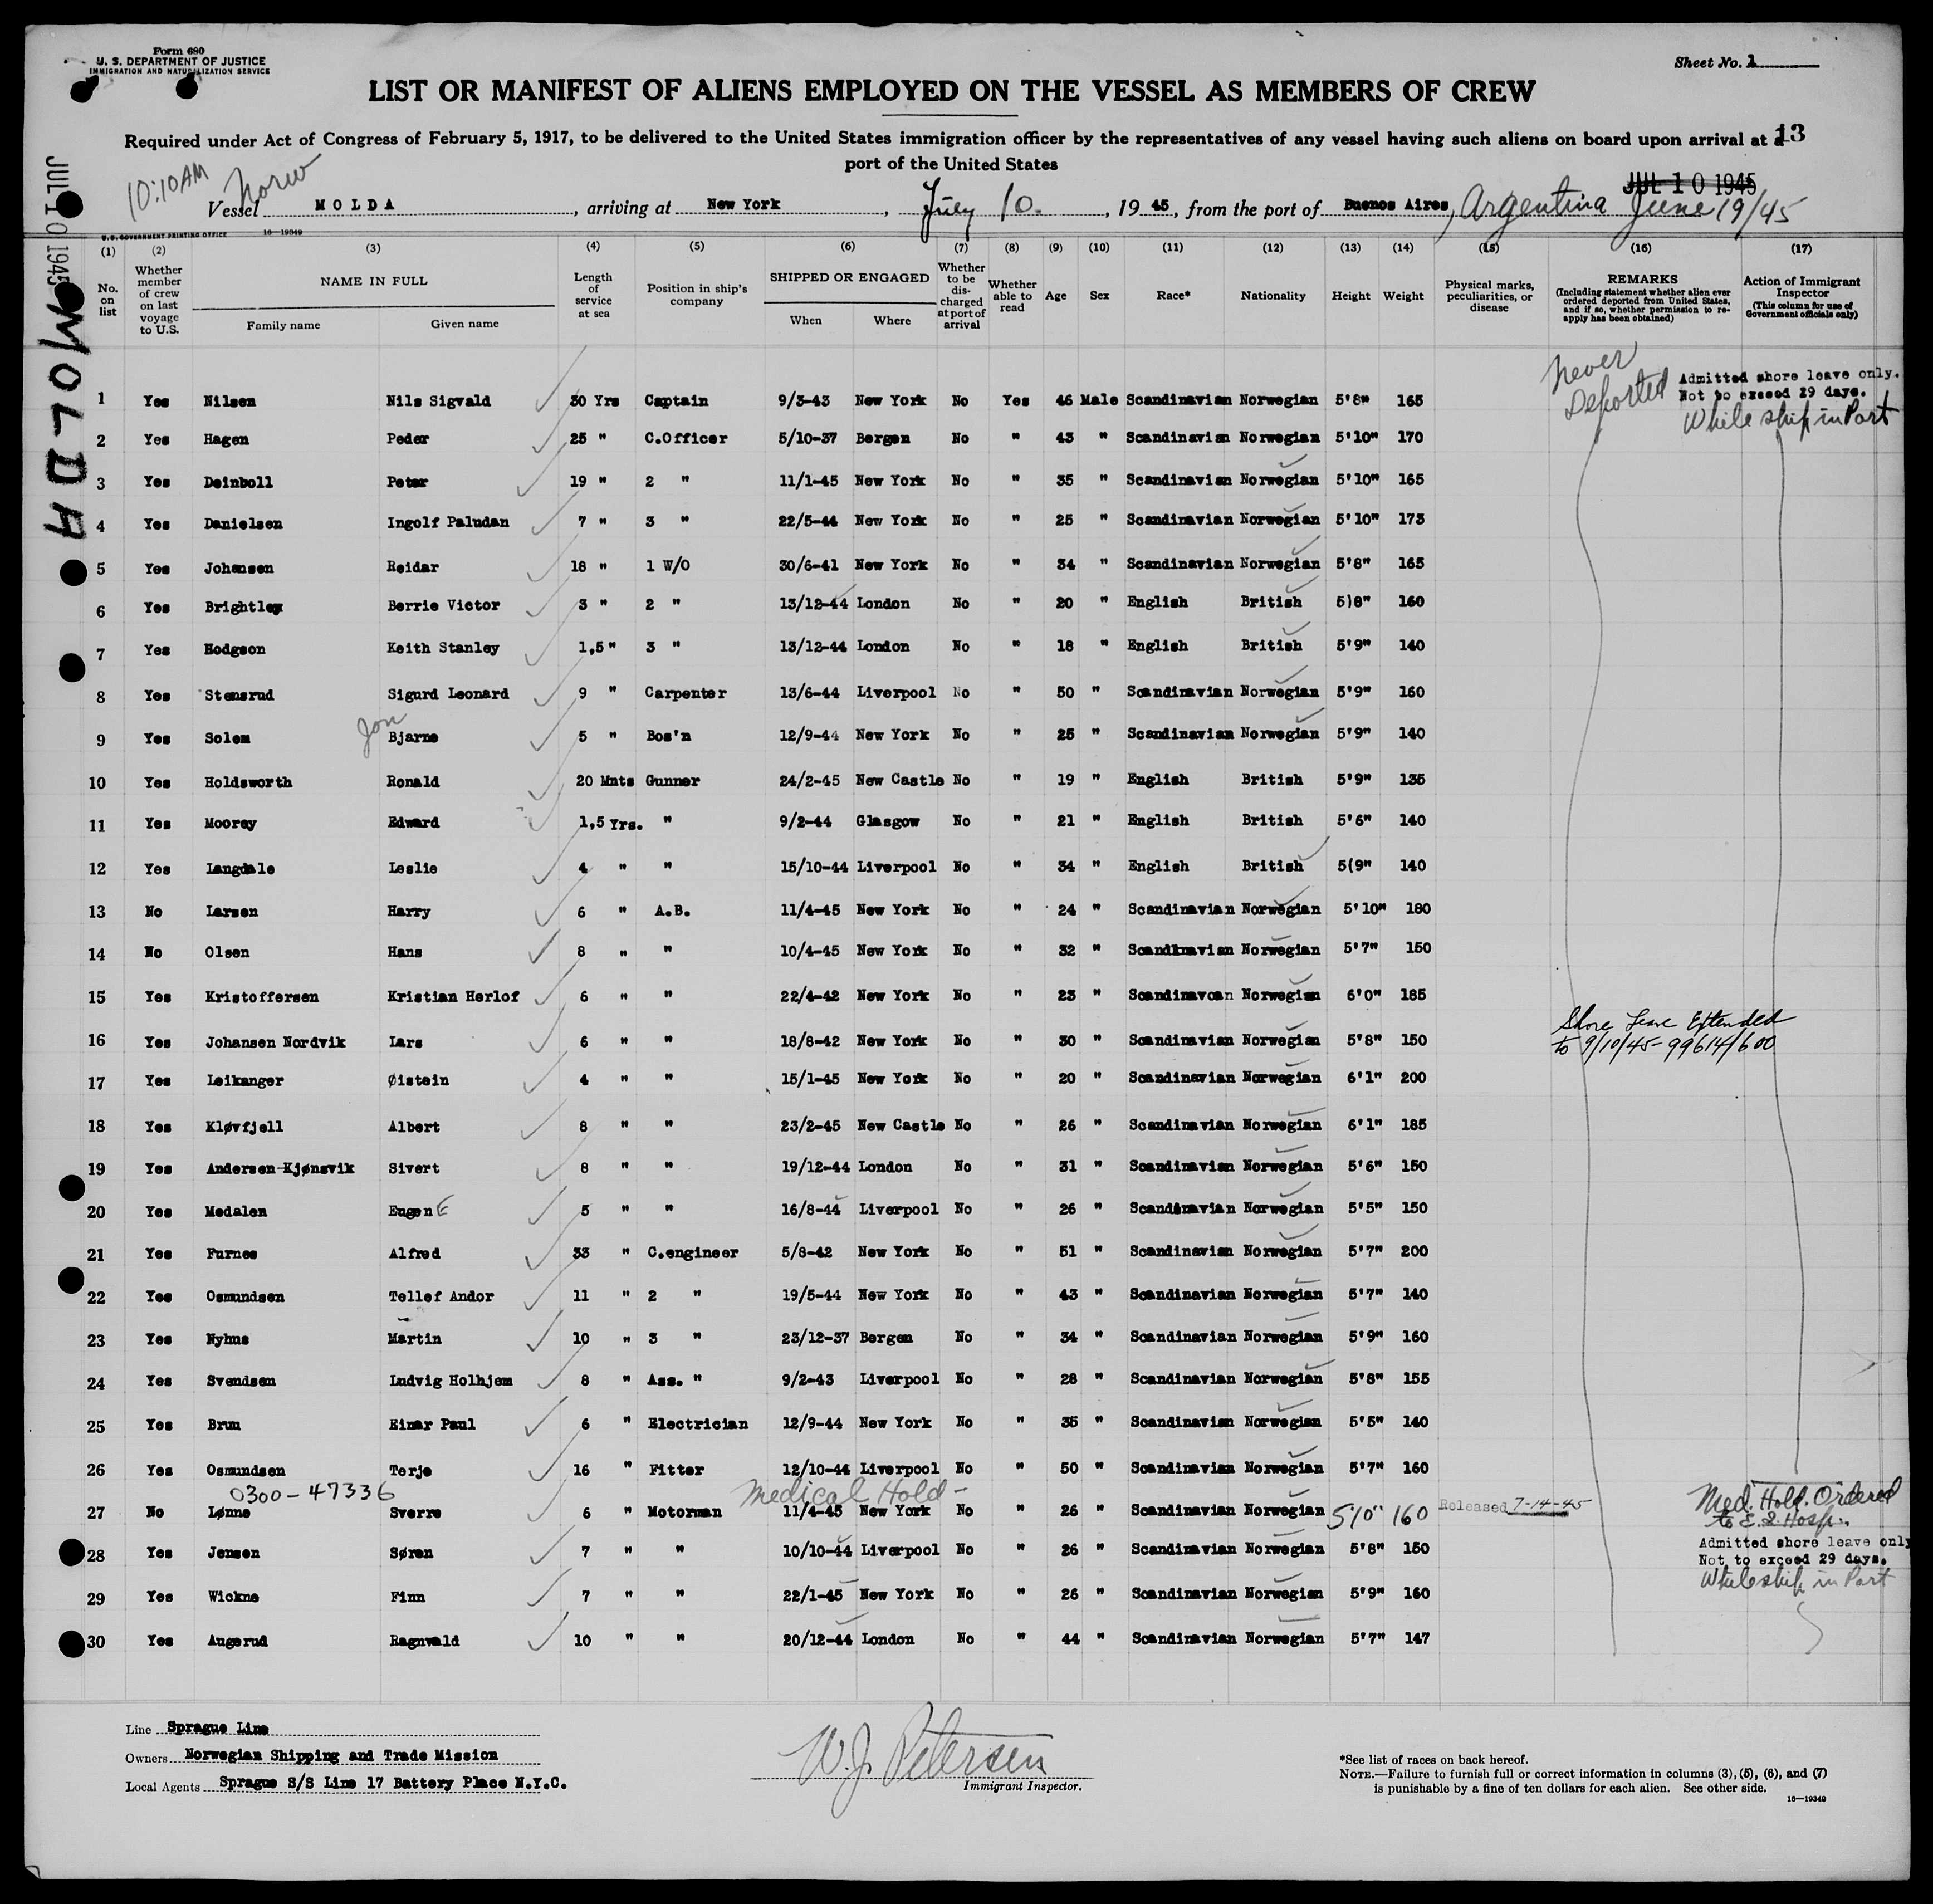 Form 680
U. S. DEPARTMENT OF JUSTICE
IMMIGRATION AND NATURALIZATION SERVICE
Sheet No. 1
LIST OR MANIFEST OF ALIENS EMPLOYED ON THE VESSEL AS MEMBERS OF CREW
Required under Act of Congress of February 5, 1917, to be delivered to the United States immigration officer by the representatives of any vessel having such aliens on board upon arrival at a
13
port of the United States
JUL 10 1945
MOLDA
10:10 AM
Norw
JUL 10 1945
Vessel MOLDA, arriving at New York, July 10., 1945, from the port of Buenos Aires, Argentina June 19/45
U.S. GOVERNMENT PRINTING OFFICE 16-19349
(1) (2) (3) (4) (5) (6) (7) (8) (9) (10) (11) (12) (13) (14) (15) (16) (17)
No. on list
Whether member of crew on last voyage to U.S.
NAME IN FULL
Family name Given name
Length of service at sea
Position in ship's company
SHIPPED OR ENGAGED
When Where
Whether to be discharged at port of arrival
Whether able to read
Age
Sex
Race*
Nationality
Height
Weight
Physical marks, peculiarities, or disease
REMARKS
(Including statement whether alien ever ordered deported from United States, and if so, whether permission to re-apply has been obtained)
Action of Immigrant Inspector
(This column for use of Government officials only)
Never Deported
Admitted shore leave only.
Not to exceed 29 days.
While ship in Port
1 Yes Nilsen Nils Sigvald 30 Yrs Captain 9/3-43 New York No Yes 46 Male Scandinavian Norwegian 5'8" 165
2 Yes Hagen Peder 25 " C.Officer 5/10-37 Bergen No " 43 " Scandinavian Norwegian 5'10" 170
3 Yes Deinboll Peter 19 " 2 " 11/1-45 New York No " 35 " Scandinavian Norwegian 5'10" 165
4 Yes Danielsen Ingolf Paludan 7 " 3 " 22/5-44 New York No " 25 " Scandinavian Norwegian 5'10" 173
5 Yes Johansen Reidar 18 " 1 W/O 30/6-41 New York No " 34 " Scandinavian Norwegian 5'8" 165
6 Yes Brightley Berrie Victor 3 " 2 " 13/12-44 London No " 20 " English British 5)8" 160
7 Yes Hodgson Keith Stanley 1,5 " 3 " 13/12-44 London No " 18 " English British 5'9" 140
8 Yes Stensrud Sigurd Leonard 9 " Carpenter 13/6-44 Liverpool No " 50 " Scandinavian Norwegian 5'9" 160
9 Yes Solem Jon Bjarne 5 " Bos'n 12/9-44 New York No " 25 " Scandinavian Norwegian 5'9" 140
10 Yes Holdsworth Ronald 20 Mnts Gunner 24/2-45 New Castle No " 19 " English British 5'9" 135
11 Yes Moorey Edward 1,5 Yrs. " 9/2-44 Glasgow No " 21 " English British 5'6" 140
12 Yes Langdale Leslie 4 " " 15/10-44 Liverpool No " 34 " English British 5(9" 140
13 No Larsen Harry 6 " A.B. 11/4-45 New York No " 24 " Scandinavian Norwegian 5'10" 180
14 No Olsen Hans 8 " " 10/4-45 New York No " 32 " Scandknavian Norwegian 5'7" 150
15 Yes Kristoffersen Kristian Herlof 6 " " 22/4-42 New York No " 23 " Scandinavoan Norwegian 6'0" 185
Shore Leave Extended
16 Yes Johansen Nordvik Lars 6 " " 18/8-42 New York No " 30 " Scandinavian Norwegian 5'8" 150 to 9/10/45 99614/600
17 Yes Leikanger Øistein 4 " " 15/1-45 New York No " 20 " Scandinavian Norwegian 6'1" 200
18 Yes Kløvfjell Albert 8 " " 23/2-45 New Castle No " 26 " Scandinavian Norwegian 6'1" 185
19 Yes Andersen-Kjønsvik Sivert 8 " " 19/12-44 London No " 31 " Scandinavian Norwegian 5'6" 150
20 Yes Medalen EugenE 5 " " 16/8-44 Liverpool No " 26 " Scandinavian Norwegian 5'5" 150
21 Yes Furnes Alfred 33 " C.engineer 5/8-42 New York No " 51 " Scandinavian Norwegian 5'7" 200
22 Yes Osmundsen Tellef Andor 11 " 2 " 19/5-44 New York No " 43 " Scandinavian Norwegian 5'7" 140
23 Yes Nyhus Martin 10 " 3 " 23/12-37 Bergen No " 34 " Scandinavian Norwegian 5'9" 160
24 Yes Svendsen Ludvig Holhjem 8 " Ass. " 9/2-43 Liverpool No " 28 " Scandinavian Norwegian 5'8" 155
25 Yes Brun Einar Paul 6 " Electrician 12/9-44 New York No " 35 " Scandinavian Norwegian 5'5" 140
26 Yes Osmundsen Terje 16 " Fitter 12/10-44 Liverpool No " 50 " Scandinavian Norwegian 5'7" 160
0300-47336 Medical Hold-
27 No Lønne Sverre 6 " Motorman 11/4-45 New York No " 26 " Scandinavian Norwegian 5'10" 160 Released 7-14-45 Med. Hold. Ordered
to E. I. Hosp.
Admitted shore leave only
Not to exceed 29 days.
While ship in Port
28 Yes Jensen Søren 7 " " 10/10-44 Liverpool No " 26 " Scandinavian Norwegian 5'8" 150
29 Yes Wickne Finn 7 " " 22/1-45 New York No " 26 " Scandinavian Norwegian 5'9" 160
30 Yes Augerud Ragnvald 10 " " 20/12-44 London No " 44 " Scandinavian Norwegian 5'7" 147
Line Sprague Line
Owners Norwegian Shipping and Trade Mission
Local Agents Sprague S/S Line 17 Battery Place N.Y.C.
W. J. Petersen
Immigrant Inspector.
*See list of races on back hereof.
NOTE.—Failure to furnish full or correct information in columns (3), (5), (6), and (7)
is punishable by a fine of ten dollars for each alien. See other side.
16—19349